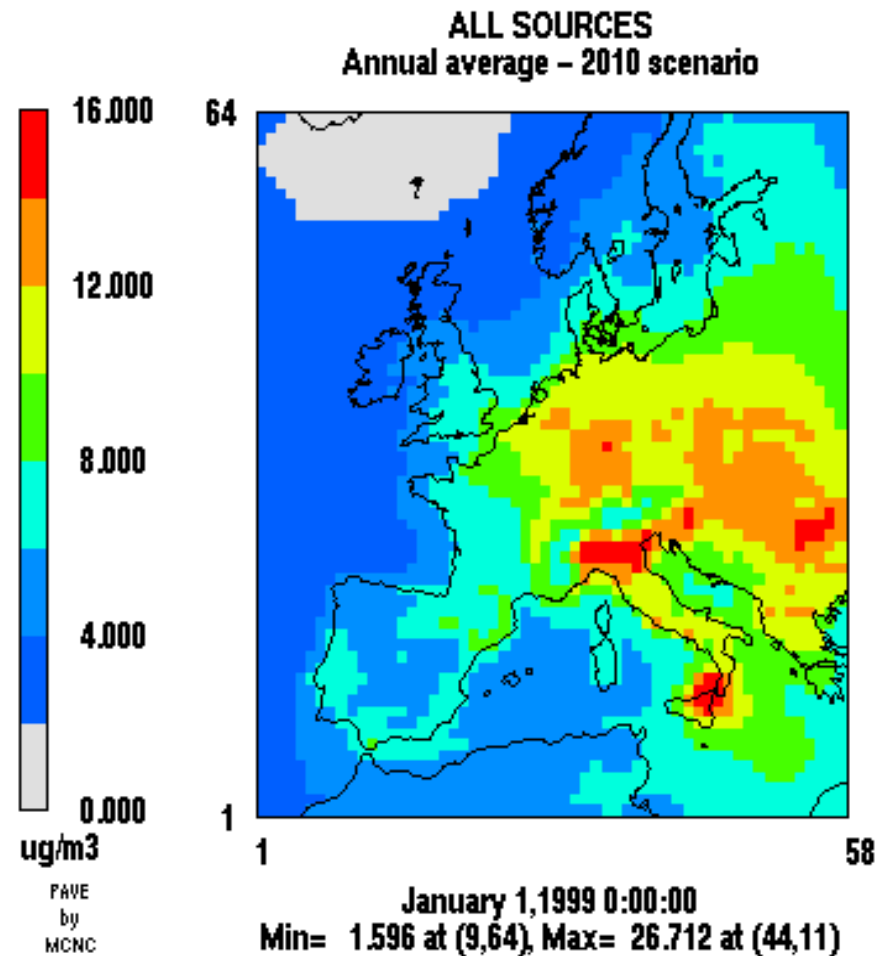 ALL SOURCES
Annual average – 2010 scenario
16.000
12.000
8.000
4.000
0.000
ug/m3
PAVE
by
MCNC
64
1
1
58
January 1,1999 0:00:00
Min= 1.596 at (9,64), Max= 26.712 at (44,11)